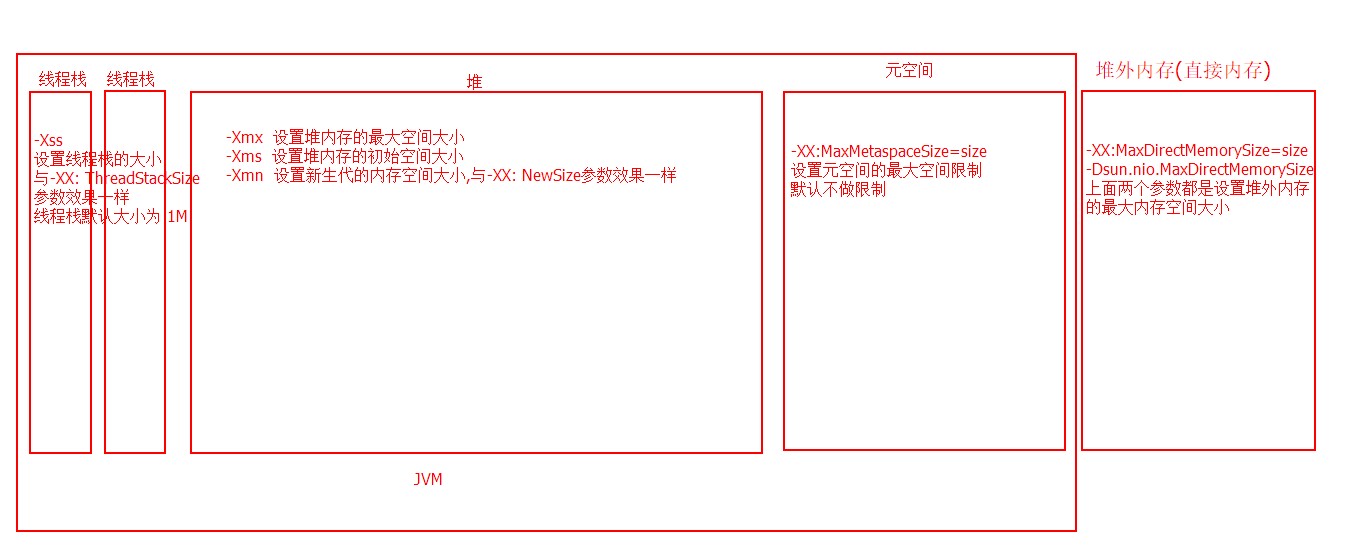 线程栈
线程栈
堆
元空间
堆外内存(直接内存)
-Xss
设置线程栈的大小
与-XX: ThreadStackSize
参数效果一样
线程栈默认大小为 1M
-Xmx 设置堆内存的最大空间大小
-Xms 设置堆内存的初始空间大小
-Xmn 设置新生代的内存空间大小,与-XX: NewSize参数效果一样
-XX:MaxMetaspaceSize=size
设置元空间的最大空间限制
默认不做限制
-XX:MaxDirectMemorySize=size
-Dsun.nio.MaxDirectMemorySize
上面两个参数都是设置堆外内存
的最大内存空间大小
JVM